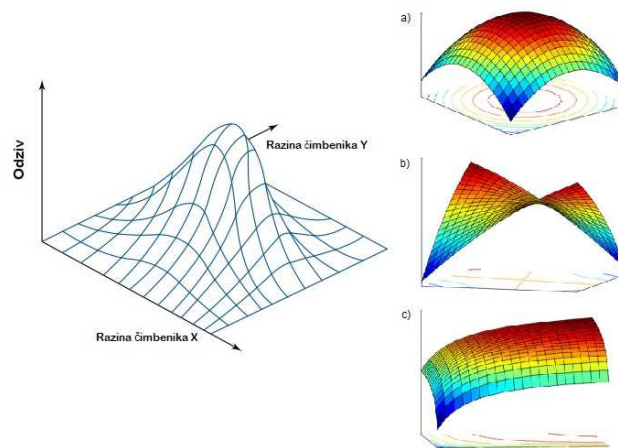 Odziv
Razina čimbenika Y
Razina čimbenika X
a)
b)
c)